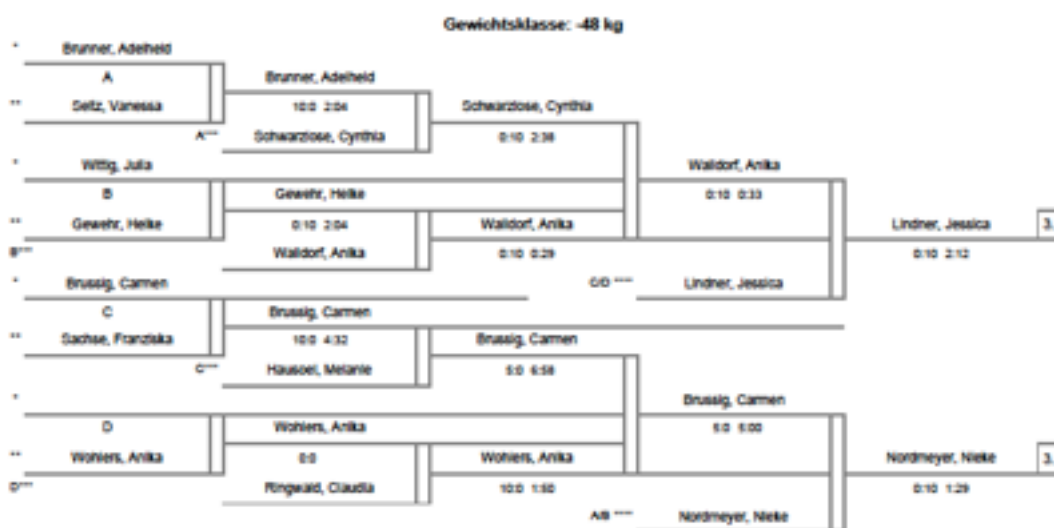 Gewichtsklasse: -48 kg
* Brunner, Adelheid
A Brunner, Adelheid
** Seitz, Vanessa 10:0 2:04 Schwarzlose, Cynthia
A*** Schwarzlose, Cynthia 0:10 2:38
* Wittig, Julia Walldorf, Anika
B Gewehr, Heike 0:10 0:33
** Gewehr, Heike 0:10 2:04 Walldorf, Anika Lindner, Jessica 3.
B*** Walldorf, Anika 0:10 0:29 0:10 2:12
* Brussig, Carmen C/D **** Lindner, Jessica
C Brussig, Carmen
** Sachse, Franziska 10:0 4:32 Brussig, Carmen
C*** Hausoel, Melanie 5:0 6:58
* Brussig, Carmen
D Wohlers, Anika 5:0 5:00
** Wohlers, Anika 0:0 Wohlers, Anika Nordmeyer, Nieke 3.
D*** Ringwald, Claudia 10:0 1:50 0:10 1:29
A/B **** Nordmeyer, Nieke